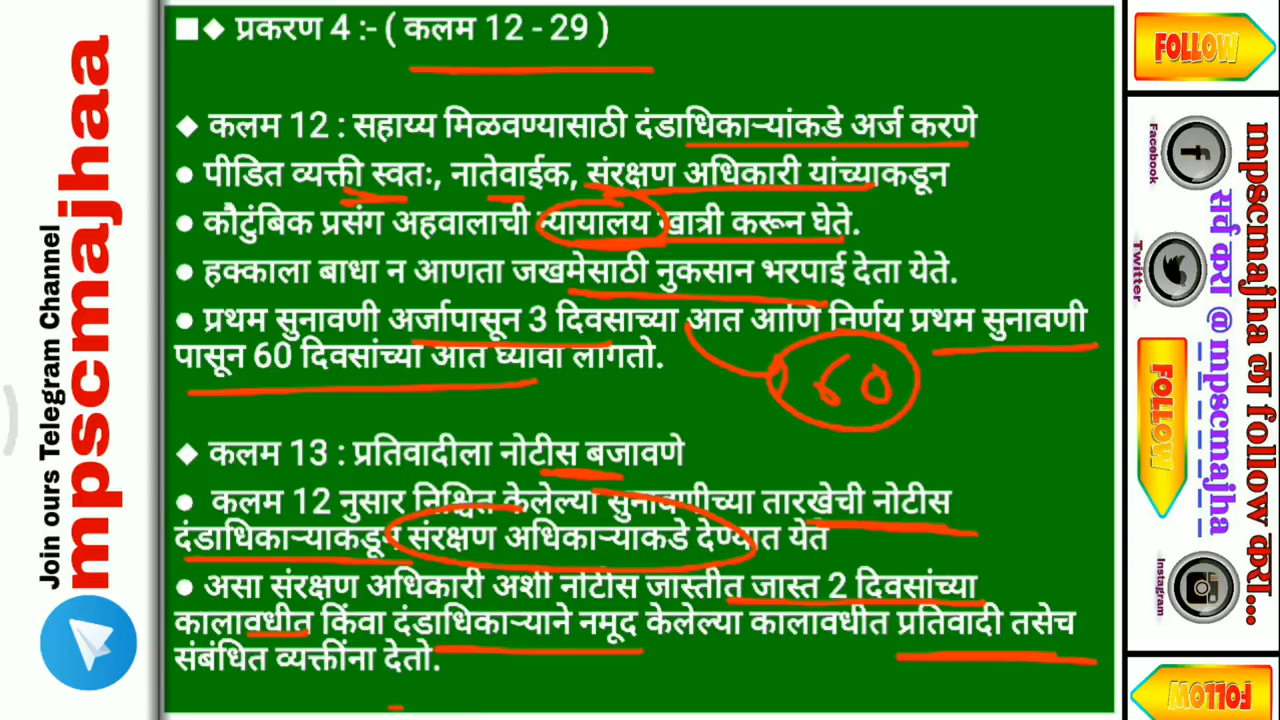 ■◆ प्रकरण 4 :- ( कलम 12 - 29 )
◆ कलम 12 : सहाय्य मिळवण्यासाठी दंडाधिकाऱ्यांकडे अर्ज करणे
● पीडित व्यक्ती स्वतः, नातेवाईक, संरक्षण अधिकारी यांच्याकडून
● कौटुंबिक प्रसंग अहवालाची न्यायालय खात्री करून घेते.
● हक्काला बाधा न आणता जखमेसाठी नुकसान भरपाई देता येते.
● प्रथम सुनावणी अर्जापासून 3 दिवसाच्या आत आणि निर्णय प्रथम सुनावणी
पासून 60 दिवसांच्या आत घ्यावा लागतो.
60
◆ कलम 13 : प्रतिवादीला नोटीस बजावणे
● कलम 12 नुसार निश्चित केलेल्या सुनावणीच्या तारखेची नोटीस
दंडाधिकाऱ्याकडून संरक्षण अधिकाऱ्याकडे देण्यात येत
● असा संरक्षण अधिकारी अशी नोटीस जास्तीत जास्त 2 दिवसांच्या
कालावधीत किंवा दंडाधिकाऱ्याने नमूद केलेल्या कालावधीत प्रतिवादी तसेच
संबंधित व्यक्तींना देतो.
Join ours Telegram Channel
mpscmajhaa
FOLLOW
Facebook
Twitter
FOLLOW
Instagram
FOLLOW
सर्च करा @ mpscmajha
mpscmajha ला follow करा...